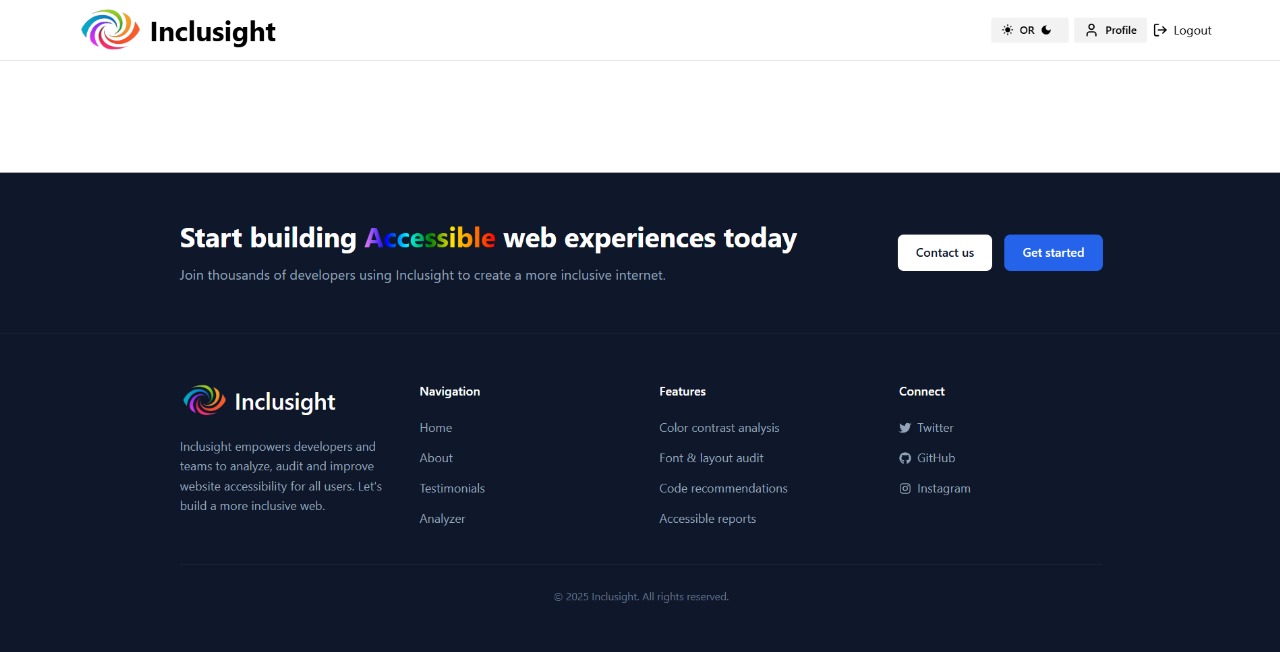 Inclusight
OR
Profile
Logout
Start building Accessible web experiences today
Join thousands of developers using Inclusight to create a more inclusive internet.
Contact us
Get started
Inclusight
Inclusight empowers developers and
teams to analyze, audit and improve
website accessibility for all users. Let's
build a more inclusive web.
Navigation
Home
About
Testimonials
Analyzer
Features
Color contrast analysis
Font & layout audit
Code recommendations
Accessible reports
Connect
Twitter
GitHub
Instagram
© 2025 Inclusight. All rights reserved.